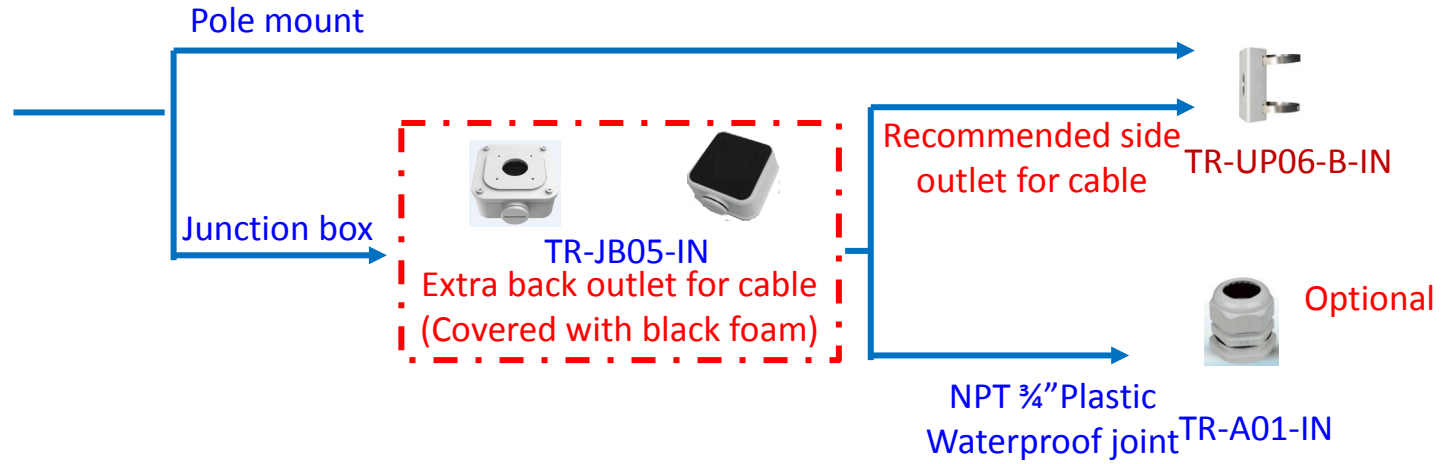 Pole mount
Recommended side
outlet for cable
TR-UP06-B-IN
Junction box
TR-JB05-IN
Extra back outlet for cable
(Covered with black foam)
Optional
NPT ¾”Plastic
Waterproof joint
TR-A01-IN